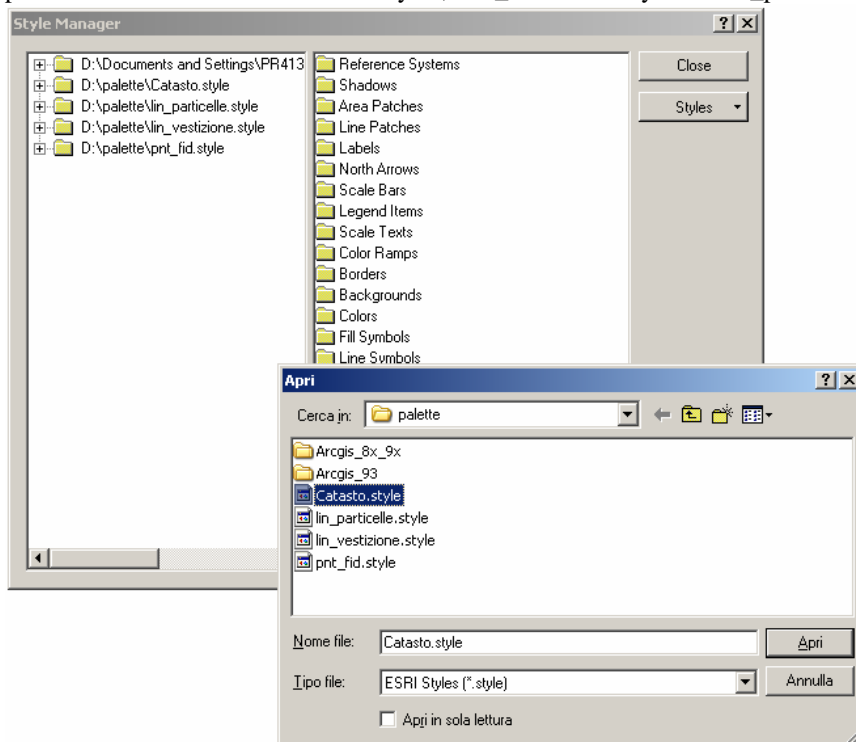 Style Manager
D:\Documents and Settings\PR413
D:\palette\Catasto.style
D:\palette\lin_particelle.style
D:\palette\lin_vestizione.style
D:\palette\pnt_fid.style
Reference Systems
Shadows
Area Patches
Line Patches
Labels
North Arrows
Scale Bars
Legend Items
Scale Texts
Color Ramps
Borders
Backgrounds
Colors
Fill Symbols
Line Symbols
Close
Styles
Apri
Cerca in: palette
Arcgis_8x_9x
Arcgis_93
Catasto.style
lin_particelle.style
lin_vestizione.style
pnt_fid.style
Nome file: Catasto.style Apri
Tipo file: ESRI Styles (*.style) Annulla
Apri in sola lettura